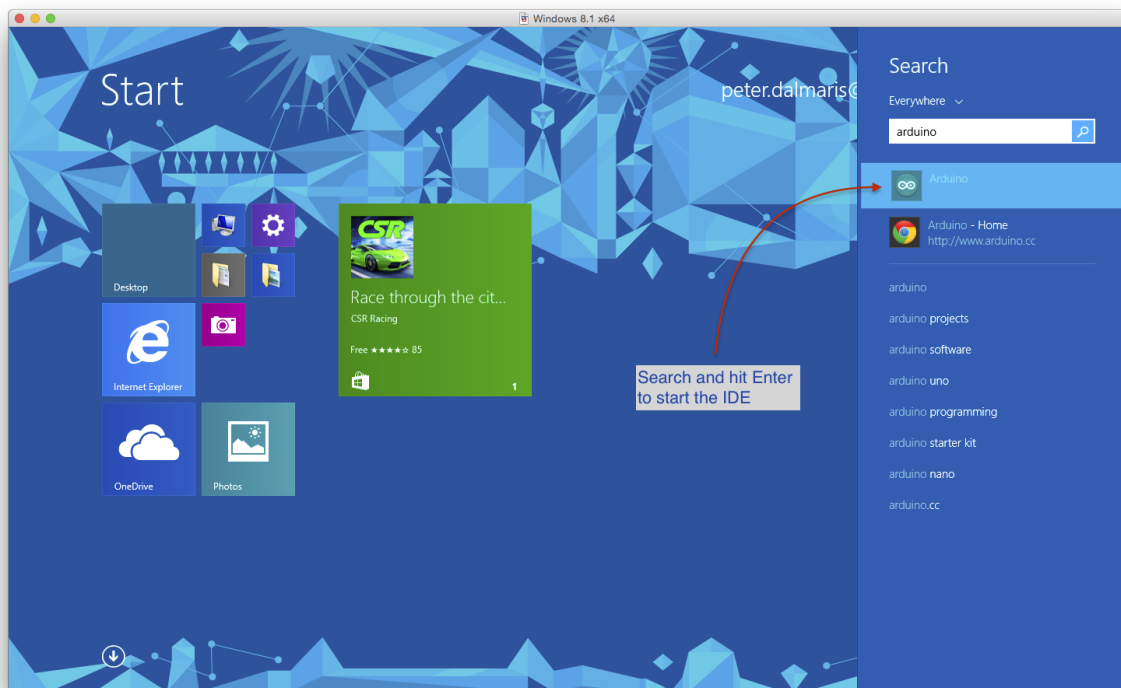 Windows 8.1 x64
Start
peter.dalmaris@
Desktop
Internet Explorer
OneDrive
Photos
CSR
Race through the cit...
CSR Racing
Free ★★★★☆ 85
1
Search and hit Enter
to start the IDE
Search
Everywhere
arduino
Arduino
Arduino - Home
http://www.arduino.cc
arduino
arduino projects
arduino software
arduino uno
arduino programming
arduino starter kit
arduino nano
arduino.cc